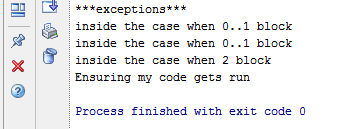 ***exceptions***
inside the case when 0..1 block
inside the case when 0..1 block
inside the case when 2 block
Ensuring my code gets run
Process finished with exit code 0